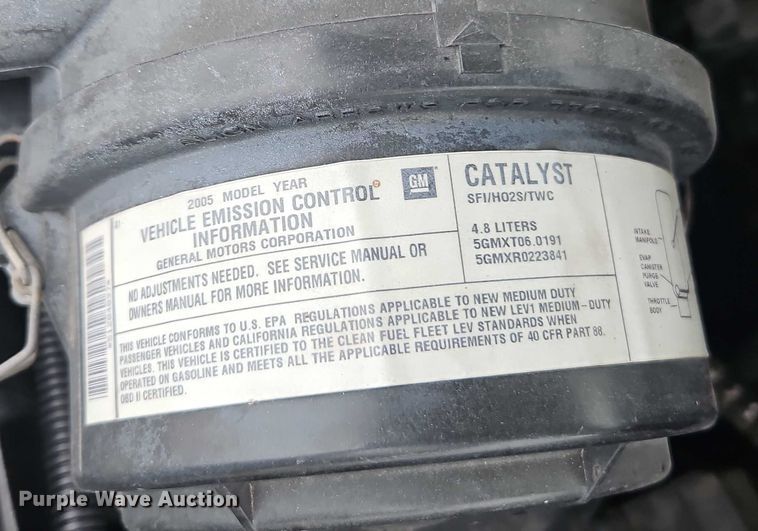 2005 MODEL YEAR
VEHICLE EMISSION CONTROL
INFORMATION
GENERAL MOTORS CORPORATION
GM
NO ADJUSTMENTS NEEDED. SEE SERVICE MANUAL OR
OWNERS MANUAL FOR MORE INFORMATION.
CATALYST
SFI/HO2S/TWC
4.8 LITERS
5GMXT06.0191
5GMXR0223841
THIS VEHICLE CONFORMS TO U.S. EPA REGULATIONS APPLICABLE TO NEW MEDIUM DUTY
PASSENGER VEHICLES AND CALIFORNIA REGULATIONS APPLICABLE TO NEW LEV1 MEDIUM-DUTY
VEHICLES. THIS VEHICLE IS CERTIFIED TO THE CLEAN FUEL FLEET LEV STANDARDS WHEN
OPERATED ON GASOLINE AND MEETS ALL THE APPLICABLE REQUIREMENTS OF 40 CFR PART 88.
OBD II CERTIFIED.
INTAKE
MANIFOLD
EVAP
CANISTER
PURGE
VALVE
THROTTLE
BODY
Purple Wave Auction